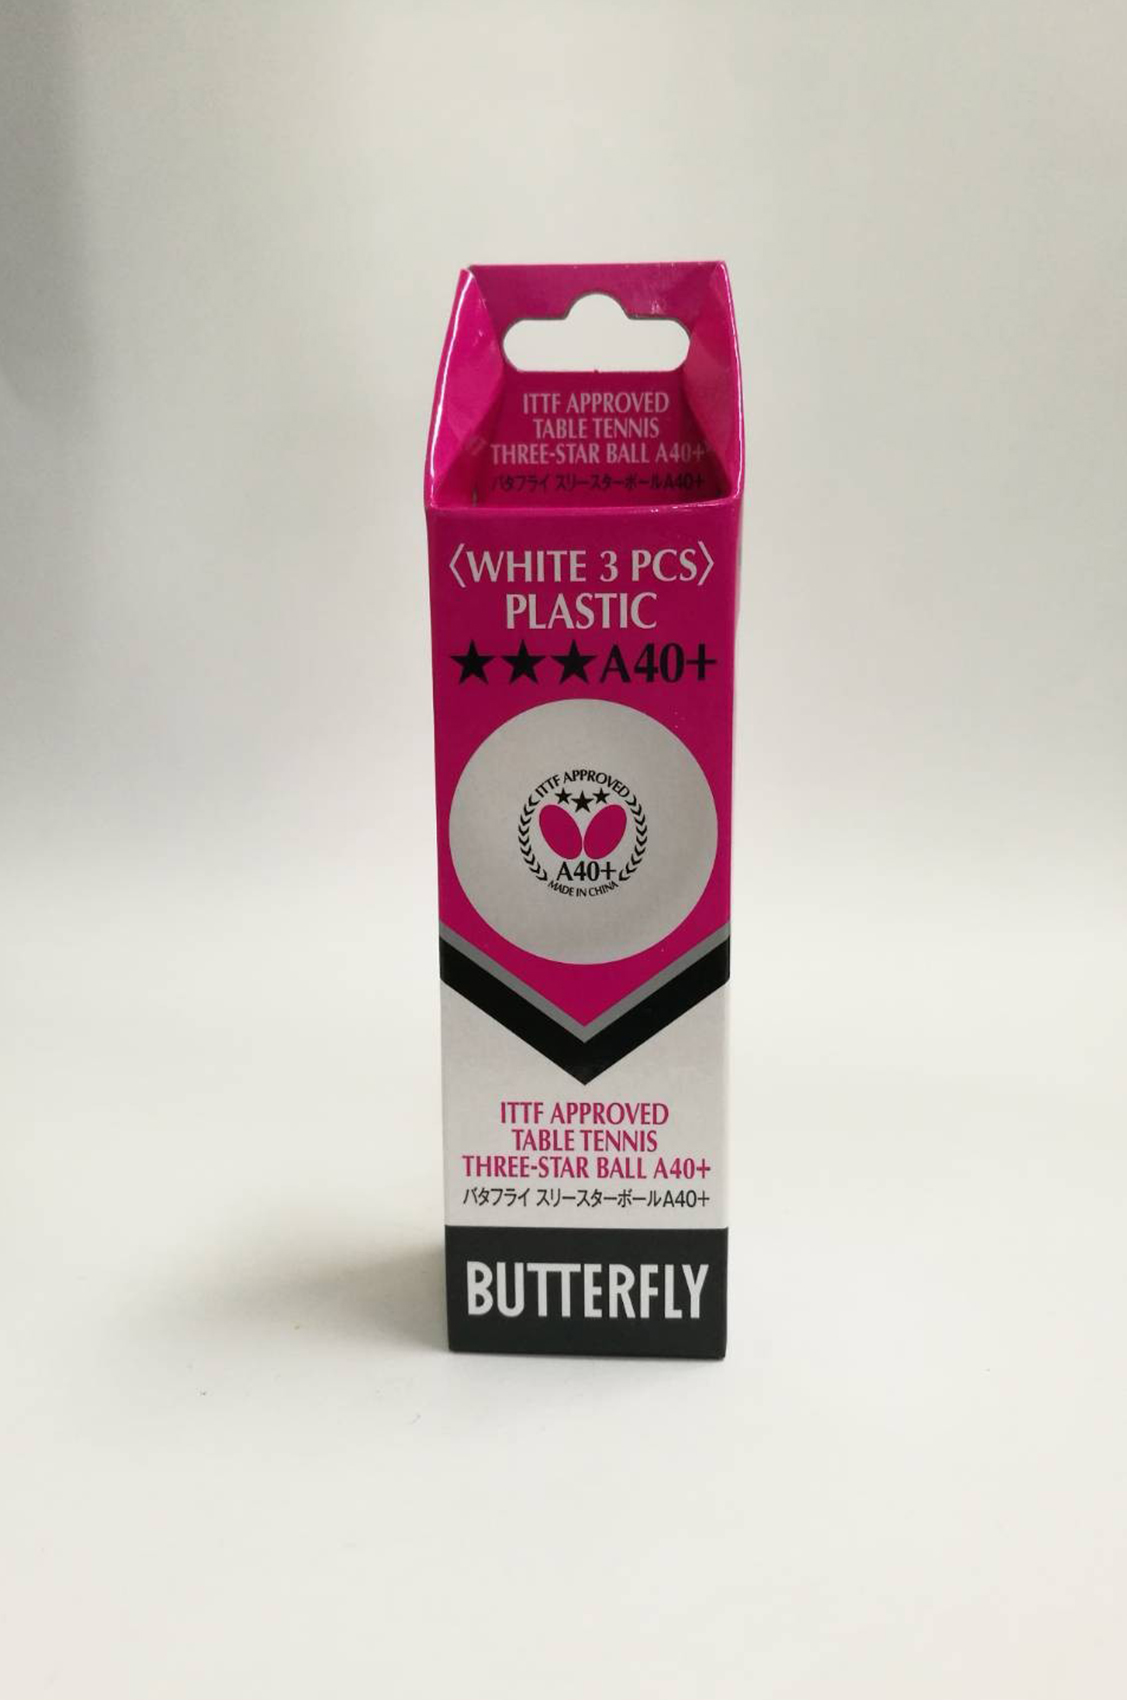 ITTF APPROVED
TABLE TENNIS
THREE-STAR BALL A40+
バタフライ スリースターボールA40+
〈WHITE 3 PCS〉
PLASTIC
★★★A40+
ITTF APPROVED
★★★
A40+
MADE IN CHINA
ITTF APPROVED
TABLE TENNIS
THREE-STAR BALL A40+
バタフライ スリースターボールA40+
BUTTERFLY